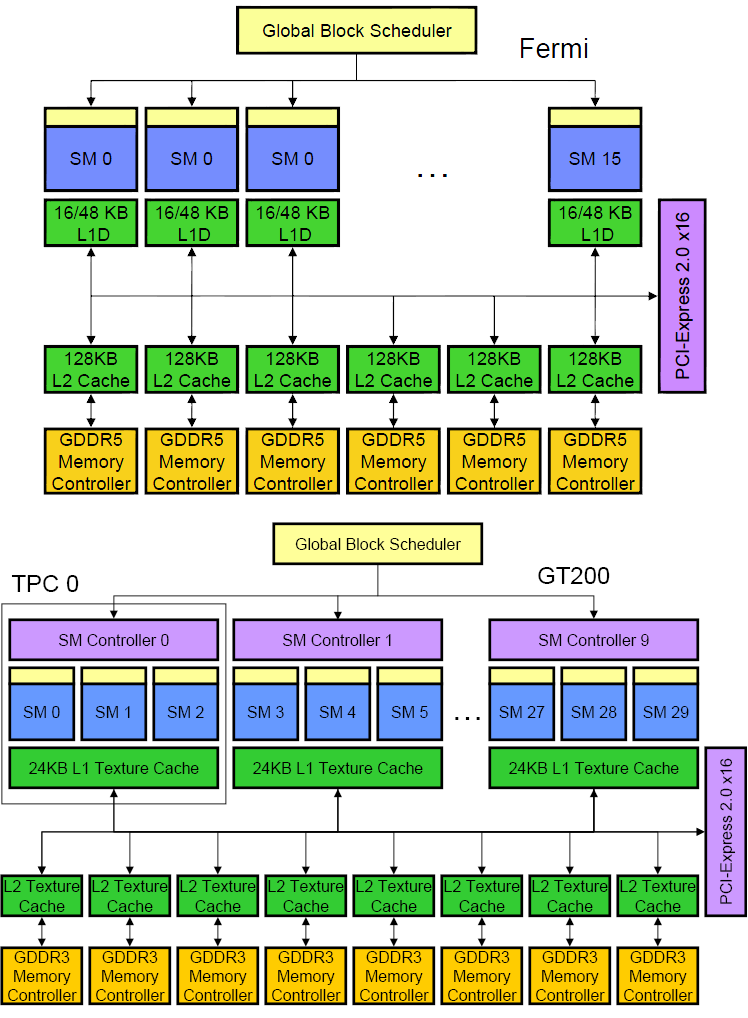 Global Block Scheduler
Fermi
SM 0
SM 0
SM 0
...
SM 15
16/48 KB
L1D
16/48 KB
L1D
16/48 KB
L1D
16/48 KB
L1D
PCI-Express 2.0 x16
128KB
L2 Cache
128KB
L2 Cache
128KB
L2 Cache
128KB
L2 Cache
128KB
L2 Cache
128KB
L2 Cache
GDDR5
Memory
Controller
GDDR5
Memory
Controller
GDDR5
Memory
Controller
GDDR5
Memory
Controller
GDDR5
Memory
Controller
GDDR5
Memory
Controller
Global Block Scheduler
TPC 0
GT200
SM Controller 0
SM Controller 1
SM Controller 9
SM 0
SM 1
SM 2
SM 3
SM 4
SM 5
...
SM 27
SM 28
SM 29
24KB L1 Texture Cache
24KB L1 Texture Cache
24KB L1 Texture Cache
PCI-Express 2.0 x16
L2 Texture
Cache
L2 Texture
Cache
L2 Texture
Cache
L2 Texture
Cache
L2 Texture
Cache
L2 Texture
Cache
L2 Texture
Cache
L2 Texture
Cache
GDDR3
Memory
Controller
GDDR3
Memory
Controller
GDDR3
Memory
Controller
GDDR3
Memory
Controller
GDDR3
Memory
Controller
GDDR3
Memory
Controller
GDDR3
Memory
Controller
GDDR3
Memory
Controller